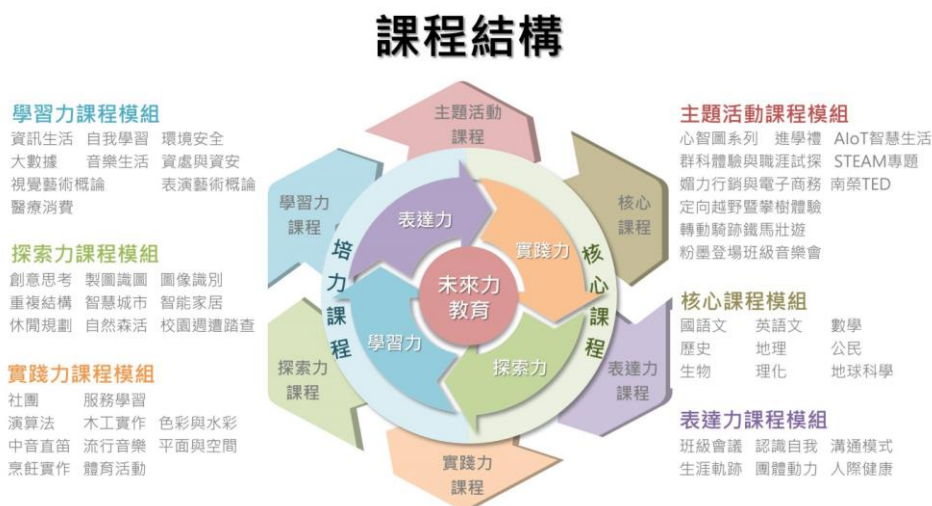 課程結構
學習力課程模組
資訊生活 自我學習 環境安全
大數據 音樂生活 資處與資安
視覺藝術概論 表演藝術概論
醫療消費
探索力課程模組
創意思考 製圖識圖 圖像識別
重複結構 智慧城市 智能家居
休閒規劃 自然森活 校園週遭踏查
實踐力課程模組
社團 服務學習
演算法 木工實作 色彩與水彩
中音直笛 流行音樂 平面與空間
烹飪實作 體育活動
主題活動
課程
學習力
課程
核心
課程
探索力
課程
表達力
課程
實踐力
課程
培力課程
核心課程
表達力
實踐力
學習力
探索力
未來力
教育
主題活動課程模組
心智圖系列 進學禮 AIoT智慧生活
群科體驗與職涯試探 STEAM專題
媚力行銷與電子商務 南榮TED
定向越野暨攀樹體驗
轉動騎跡鐵馬壯遊
粉墨登場班級音樂會
核心課程模組
國語文 英語文 數學
歷史 地理 公民
生物 理化 地球科學
表達力課程模組
班級會議 認識自我 溝通模式
生涯軌跡 團體動力 人際健康